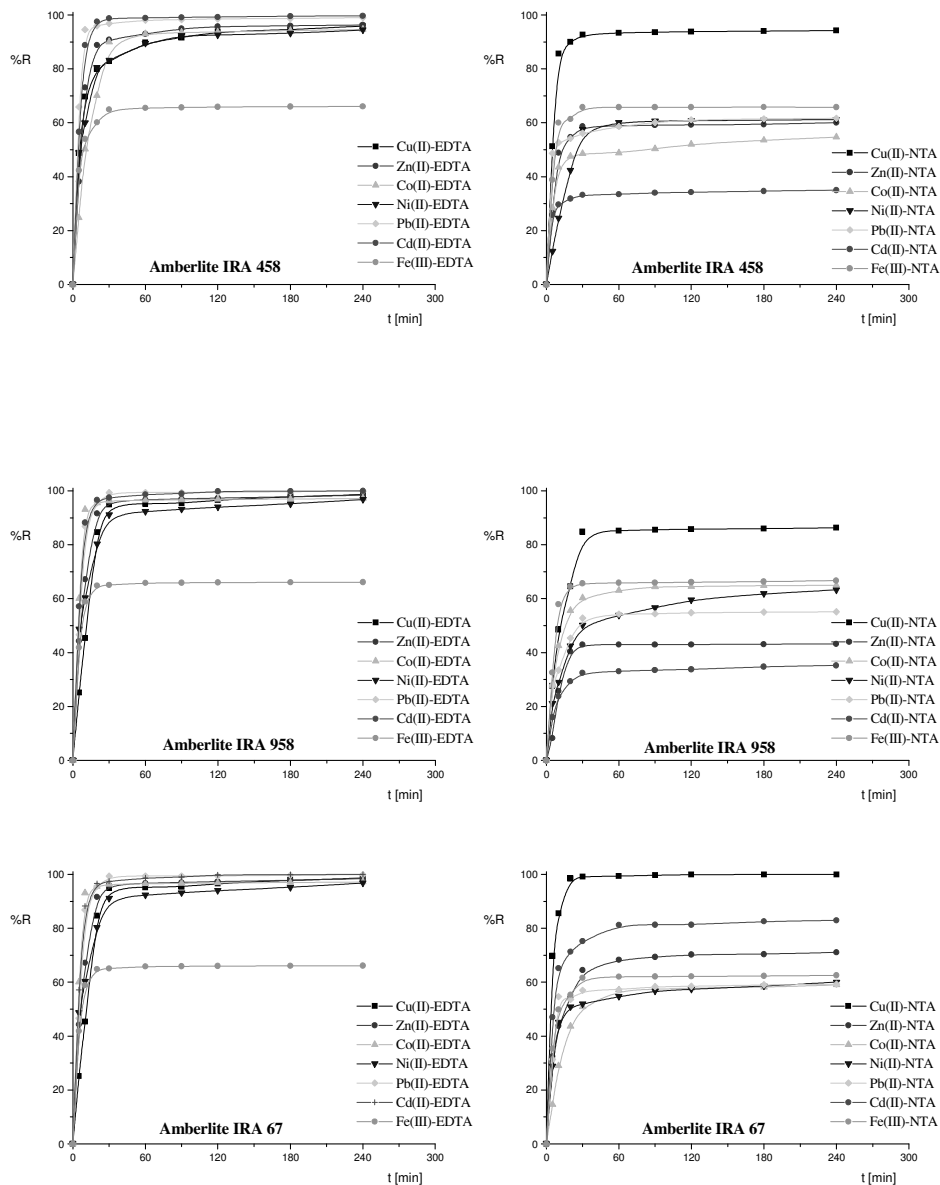 100
%R
80
60
40
20
0
0 60 120 180 240 300
t [min]
Cu(II)-EDTA
Zn(II)-EDTA
Co(II)-EDTA
Ni(II)-EDTA
Pb(II)-EDTA
Cd(II)-EDTA
Fe(III)-EDTA
Amberlite IRA 458
100
%R
80
60
40
20
0
0 60 120 180 240 300
t [min]
Cu(II)-NTA
Zn(II)-NTA
Co(II)-NTA
Ni(II)-NTA
Pb(II)-NTA
Cd(II)-NTA
Fe(III)-NTA
Amberlite IRA 458
100
%R
80
60
40
20
0
0 60 120 180 240 300
t [min]
Cu(II)-EDTA
Zn(II)-EDTA
Co(II)-EDTA
Ni(II)-EDTA
Pb(II)-EDTA
Cd(II)-EDTA
Fe(III)-EDTA
Amberlite IRA 958
100
%R
80
60
40
20
0
0 60 120 180 240 300
t [min]
Cu(II)-NTA
Zn(II)-NTA
Co(II)-NTA
Ni(II)-NTA
Pb(II)-NTA
Cd(II)-NTA
Fe(III)-NTA
Amberlite IRA 958
100
%R
80
60
40
20
0
0 60 120 180 240 300
t [min]
Cu(II)-EDTA
Zn(II)-EDTA
Co(II)-EDTA
Ni(II)-EDTA
Pb(II)-EDTA
Cd(II)-EDTA
Fe(III)-EDTA
Amberlite IRA 67
100
%R
80
60
40
20
0
0 60 120 180 240 300
t [min]
Cu(II)-NTA
Zn(II)-NTA
Co(II)-NTA
Ni(II)-NTA
Pb(II)-NTA
Cd(II)-NTA
Fe(III)-NTA
Amberlite IRA 67